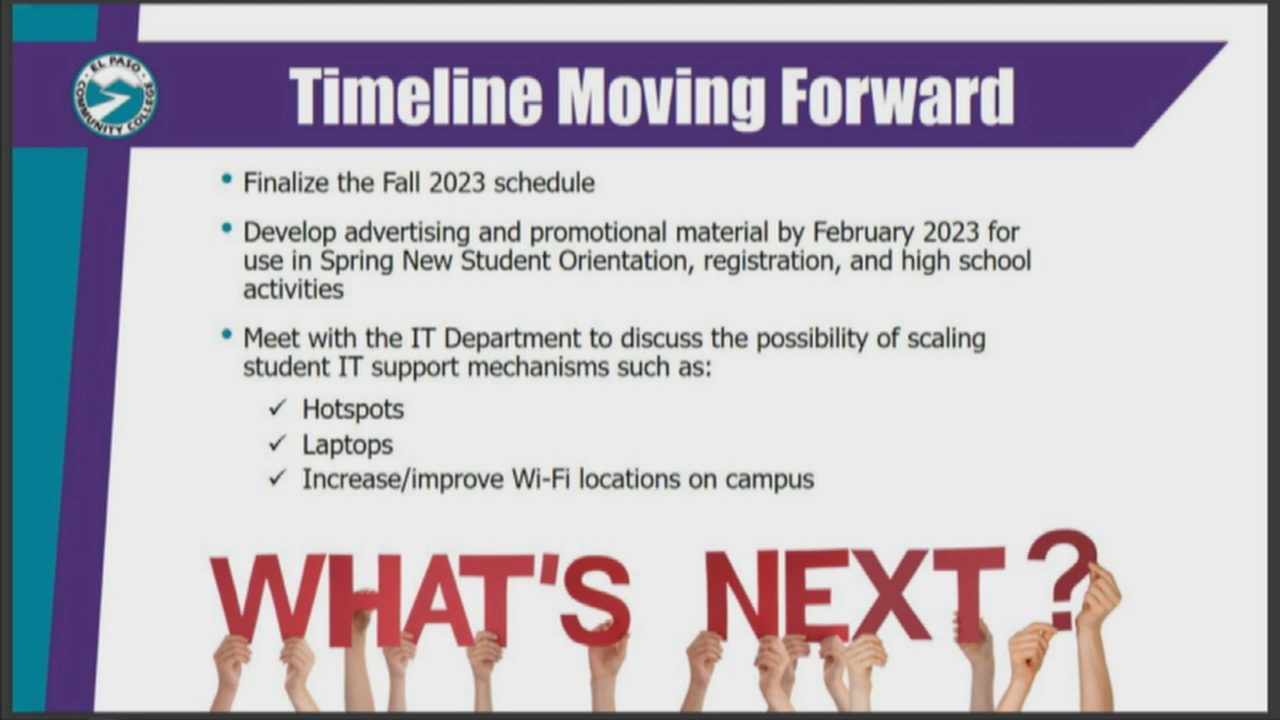 EL PASO
COMMUNITY COLLEGE
Timeline Moving Forward
• Finalize the Fall 2023 schedule
• Develop advertising and promotional material by February 2023 for
use in Spring New Student Orientation, registration, and high school
activities
• Meet with the IT Department to discuss the possibility of scaling
student IT support mechanisms such as:
✓ Hotspots
✓ Laptops
✓ Increase/improve Wi-Fi locations on campus
WHAT'S NEXT?